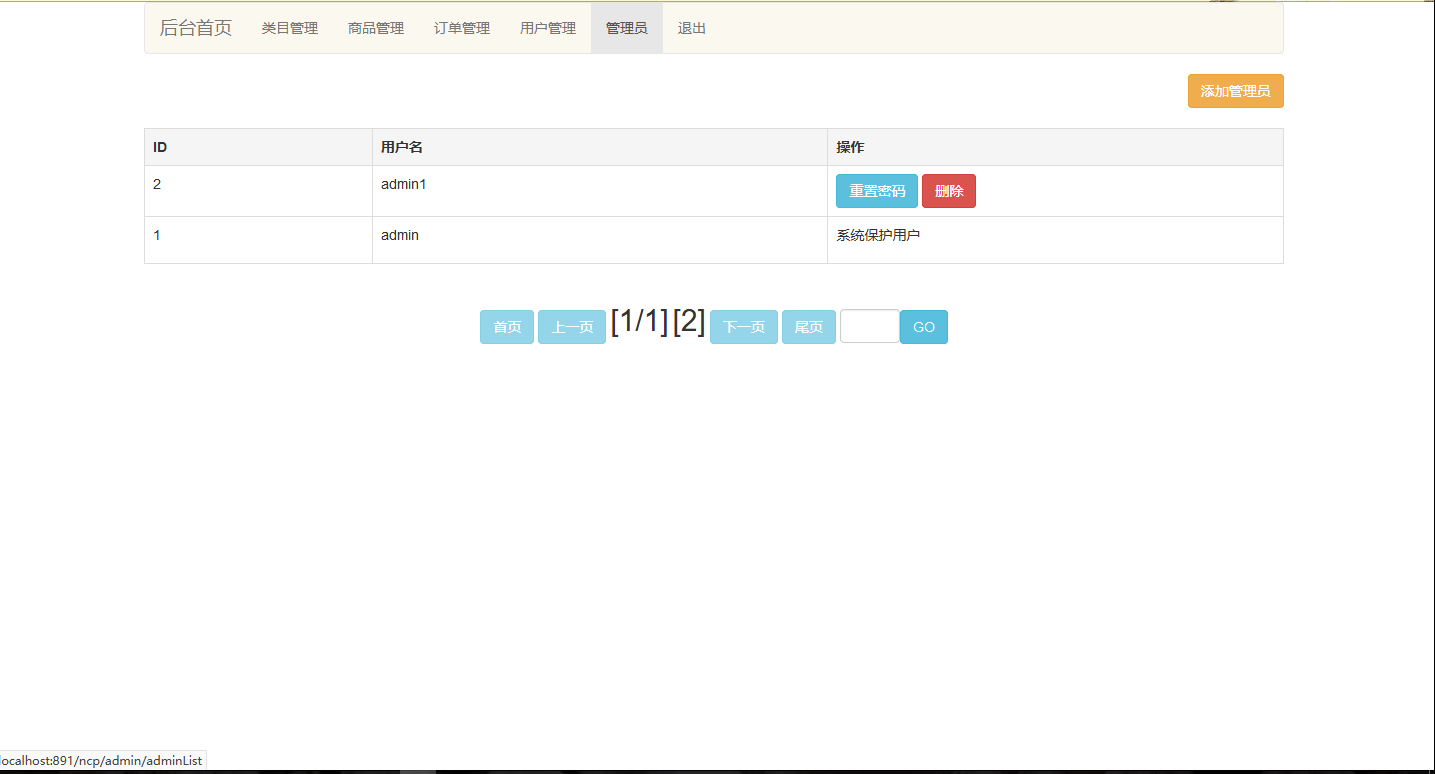 后台首页 类目管理 商品管理 订单管理 用户管理 管理员 退出
添加管理员
ID 用户名 操作
2 admin1 重置密码 删除
1 admin 系统保护用户
首页 上一页 [1/1] [2] 下一页 尾页 GO
localhost:891/ncp/admin/adminList